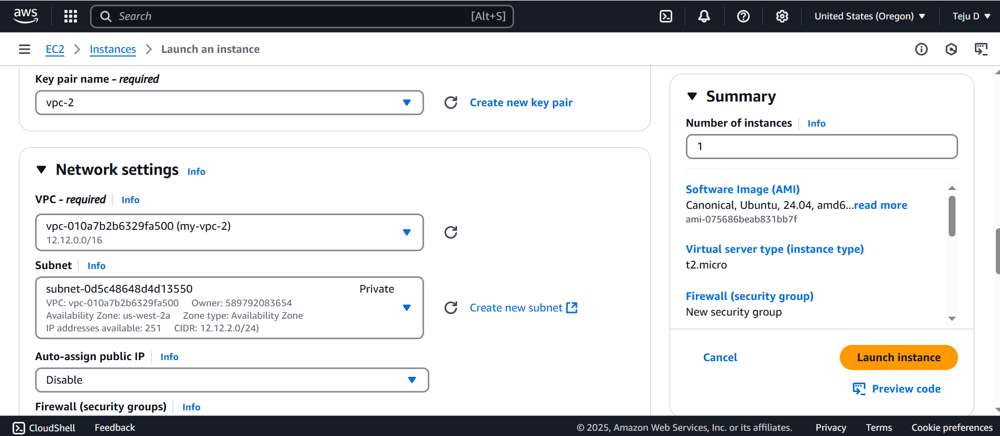 aws
Search [Alt+S]
United States (Oregon)
Teju D
EC2 Instances Launch an instance
Key pair name - required
vpc-2
Create new key pair
Network settings Info
VPC - required Info
vpc-010a7b2b6329fa500 (my-vpc-2)
12.12.0.0/16
Subnet Info
subnet-0d5c48648d4d13550 Private
VPC: vpc-010a7b2b6329fa500 Owner: 589792083654
Availability Zone: us-west-2a Zone type: Availability Zone
IP addresses available: 251 CIDR: 12.12.2.0/24)
Create new subnet
Auto-assign public IP Info
Disable
Firewall (security groups) Info
Summary
Number of instances Info
1
Software Image (AMI)
Canonical, Ubuntu, 24.04, amd6...read more
ami-075686beab831bb7f
Virtual server type (instance type)
t2.micro
Firewall (security group)
New security group
Cancel
Launch instance
Preview code
CloudShell Feedback
© 2025, Amazon Web Services, Inc. or its affiliates. Privacy Terms Cookie preferences